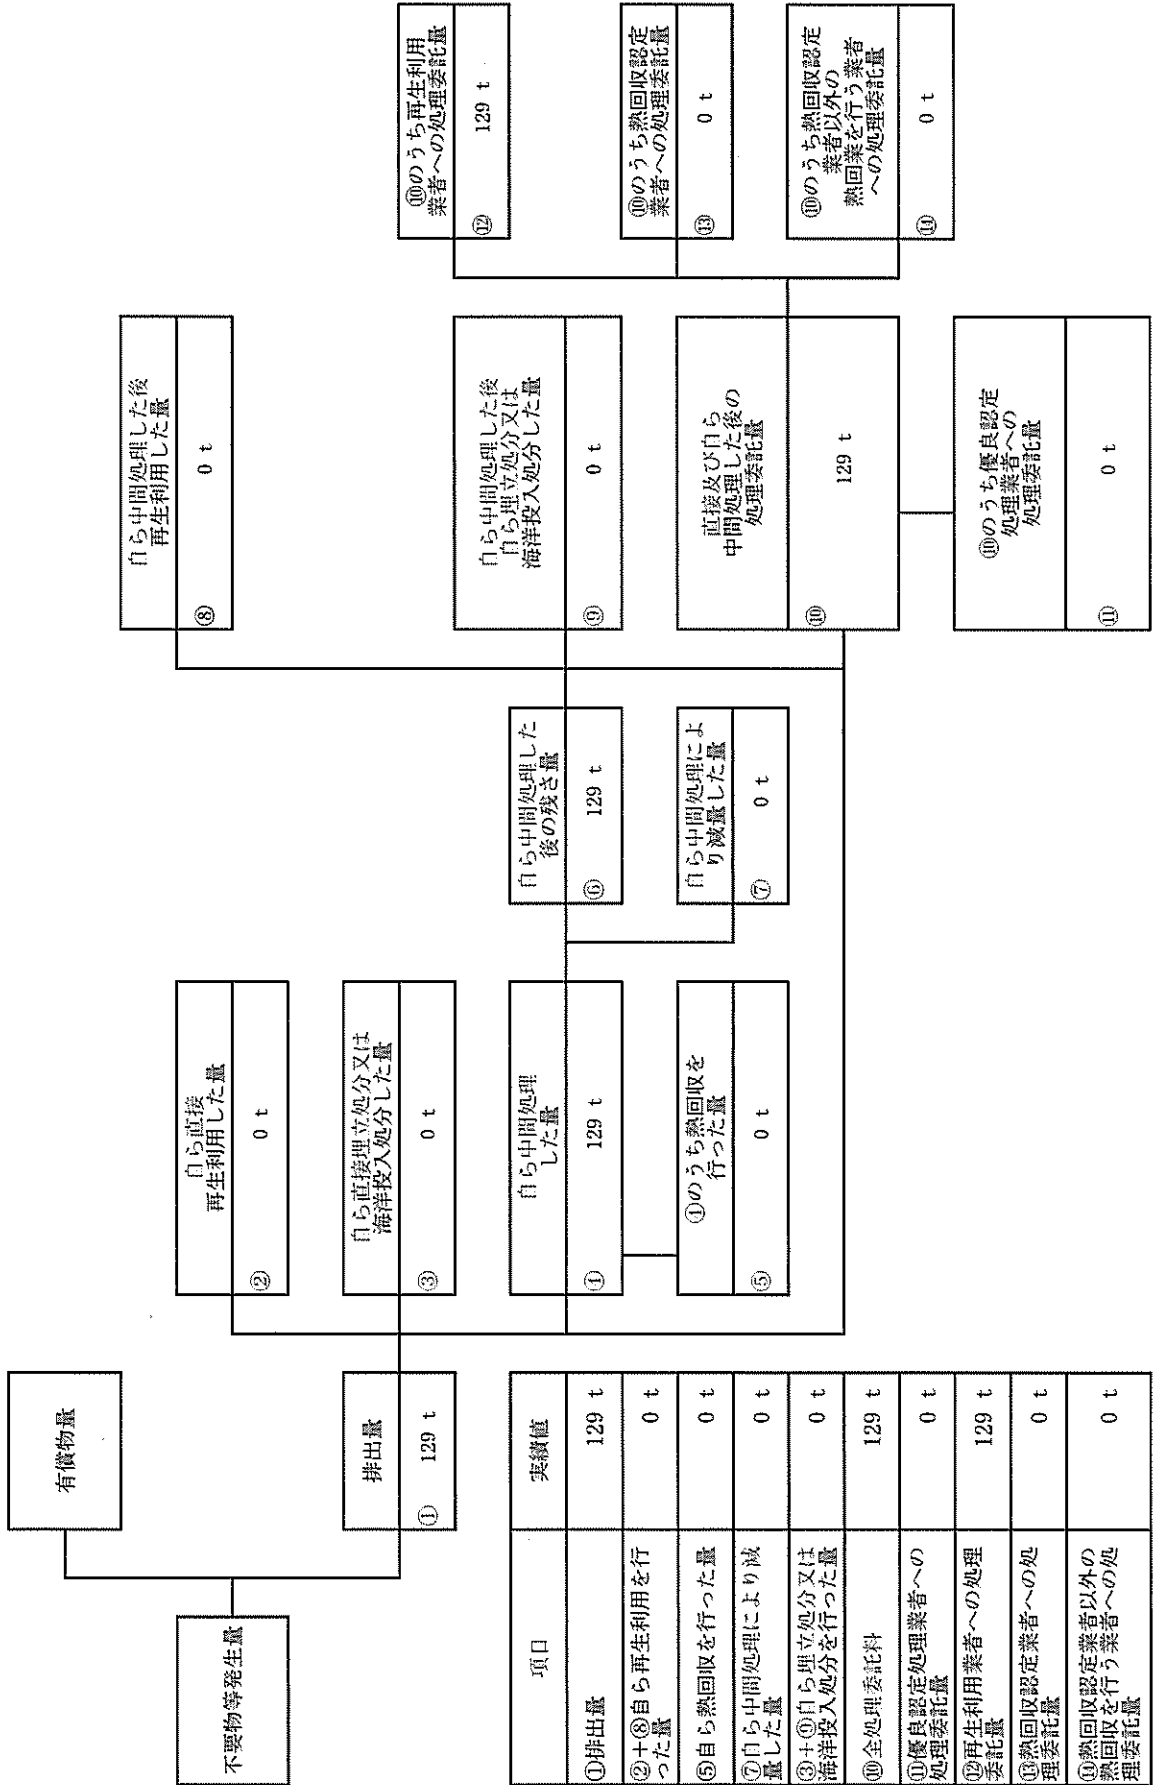 不要物等発生量
有償物量
排出量
① 129 t
自ら直接
再生利用した量
② 0 t
自ら直接埋立処分又は
海洋投入処分した量
③ 0 t
自ら中間処理
した量
④ 129 t
④のうち熱回収を
行った量
⑤ 0 t
自ら中間処理した
後の残さ量
⑥ 129 t
自ら中間処理によ
り減量した量
⑦ 0 t
自ら中間処理した後
再生利用した量
⑧ 0 t
自ら中間処理した後
自ら埋立処分又は
海洋投入処分した量
⑨ 0 t
直接及び自ら
中間処理した後の
処理委託量
⑩ 129 t
⑩のうち優良認定
処理業者への
処理委託量
⑪ 0 t
⑩のうち再生利用
業者への処理委託量
⑫ 129 t
⑩のうち熱回収認定
業者への処理委託量
⑬ 0 t
⑩のうち熱回収認定
業者以外の
熱回業を行う業者
への処理委託量
⑭ 0 t
項目 実績値
①排出量 129 t
②+⑧自ら再生利用を行
った量 0 t
⑤自ら熱回収を行った量 0 t
⑦自ら中間処理により減
量した量 0 t
③+⑨自ら埋立処分又は
海洋投入処分を行った量 0 t
⑩全処理委託料 129 t
⑪優良認定処理業者への
処理委託量 0 t
⑫再生利用業者への処理
委託量 129 t
⑬熱回収認定業者への処
理委託量 0 t
⑭熱回収認定業者以外の
熱回収を行う業者への処
理委託量 0 t